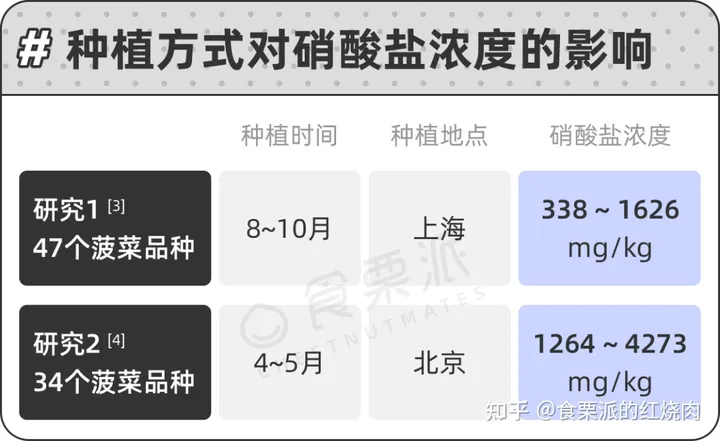 # 种植方式对硝酸盐浓度的影响
种植时间 种植地点 硝酸盐浓度
研究1 [3]
47个菠菜品种
8~10月
上海
338 ~ 1626
mg/kg
研究2 [4]
34个菠菜品种
4~5月
北京
1264 ~ 4273
mg/kg
食栗派
CHESTNUTMATES
知乎 @食栗派的红烧肉